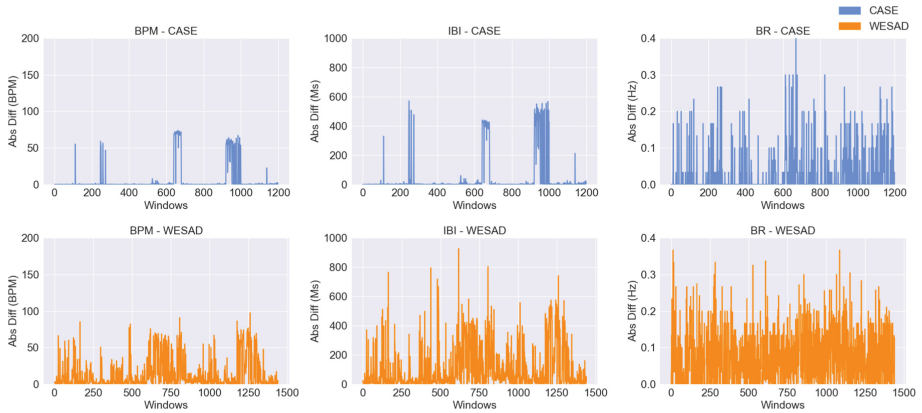 CASE
WESAD
BPM - CASE
IBI - CASE
BR - CASE
Abs Diff (BPM)
200
150
100
50
0
0 200 400 600 800 1000 1200
Windows
Abs Diff (Ms)
1000
800
600
400
200
0
0 200 400 600 800 1000 1200
Windows
Abs Diff (Hz)
0.4
0.3
0.2
0.1
0.0
0 200 400 600 800 1000 1200
Windows
BPM - WESAD
IBI - WESAD
BR - WESAD
Abs Diff (BPM)
200
150
100
50
0
0 250 500 750 1000 1250 1500
Windows
Abs Diff (Ms)
1000
800
600
400
200
0
0 250 500 750 1000 1250 1500
Windows
Abs Diff (Hz)
0.4
0.3
0.2
0.1
0.0
0 250 500 750 1000 1250 1500
Windows